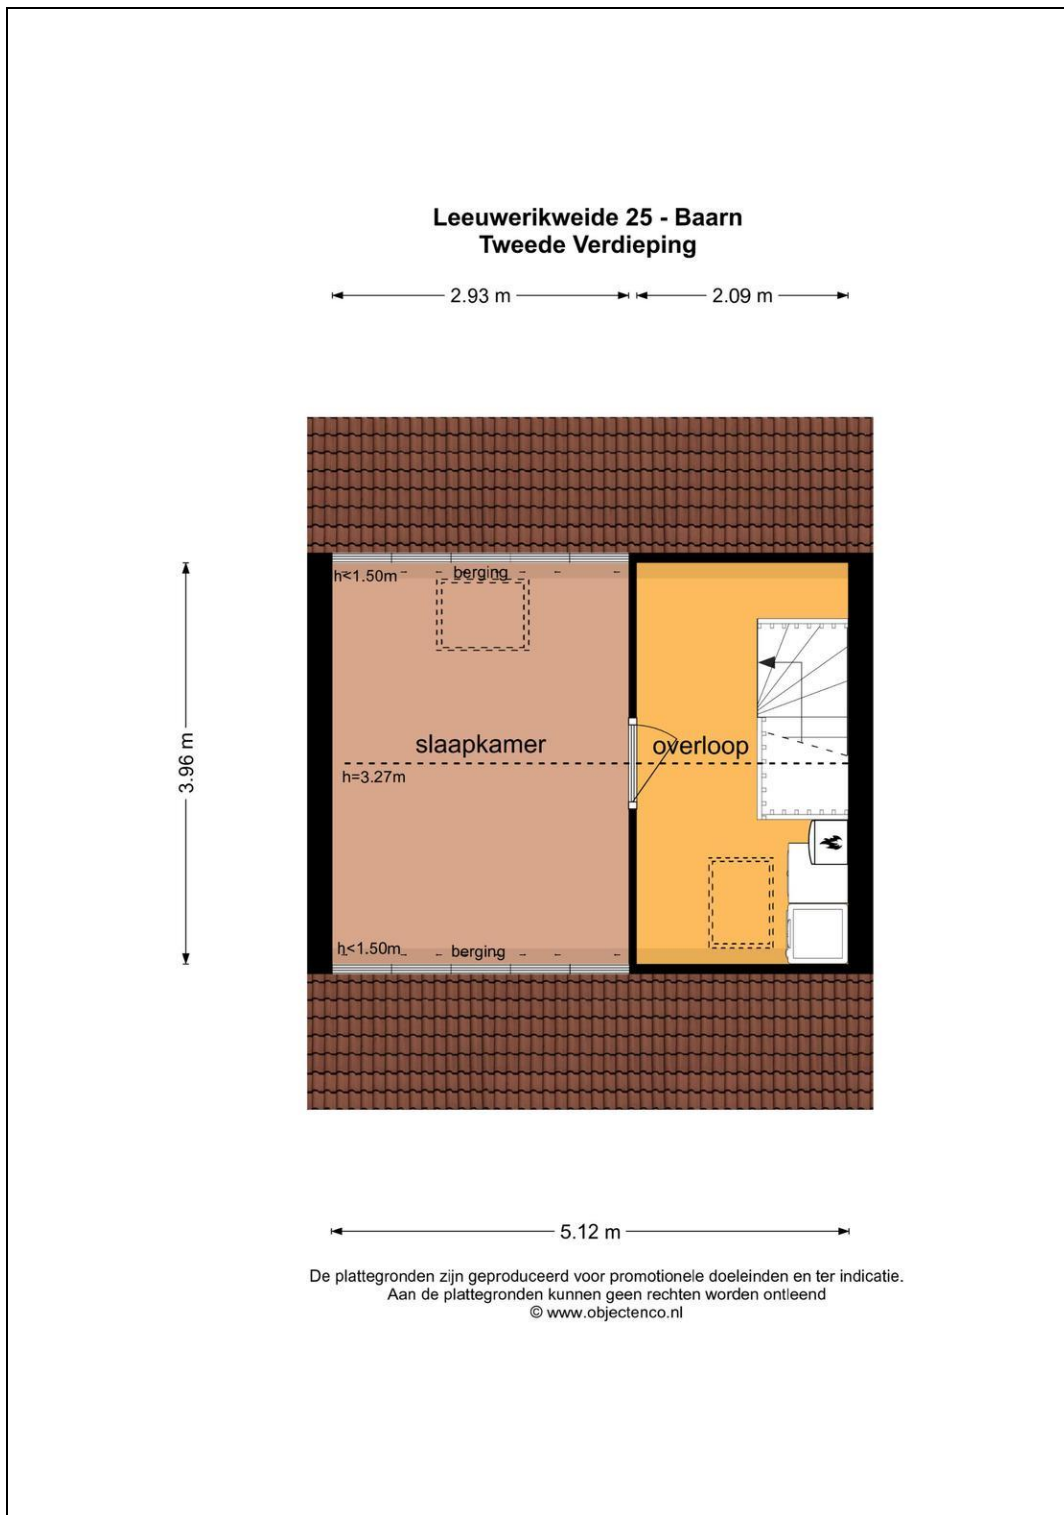 Leeuwerikweide 25 - Baarn
Tweede Verdieping
2.93 m
2.09 m
h<1.50m
berging
slaapkamer
overloop
h=3.27m
3.96 m
h<1.50m
berging
5.12 m
De plattegronden zijn geproduceerd voor promotionele doeleinden en ter indicatie.
Aan de plattegronden kunnen geen rechten worden ontleend
© www.objectenco.nl